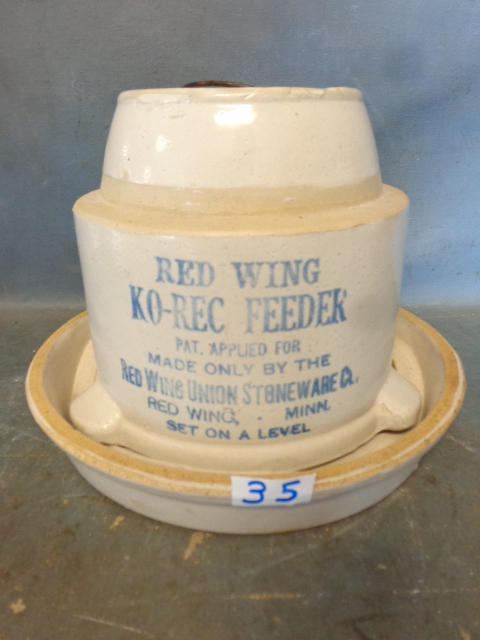 RED WING
KO-REC FEEDER
PAT. APPLIED FOR
MADE ONLY BY THE
RED WING UNION STONEWARE CO.,
RED WING, . MINN.
SET ON A LEVEL
35